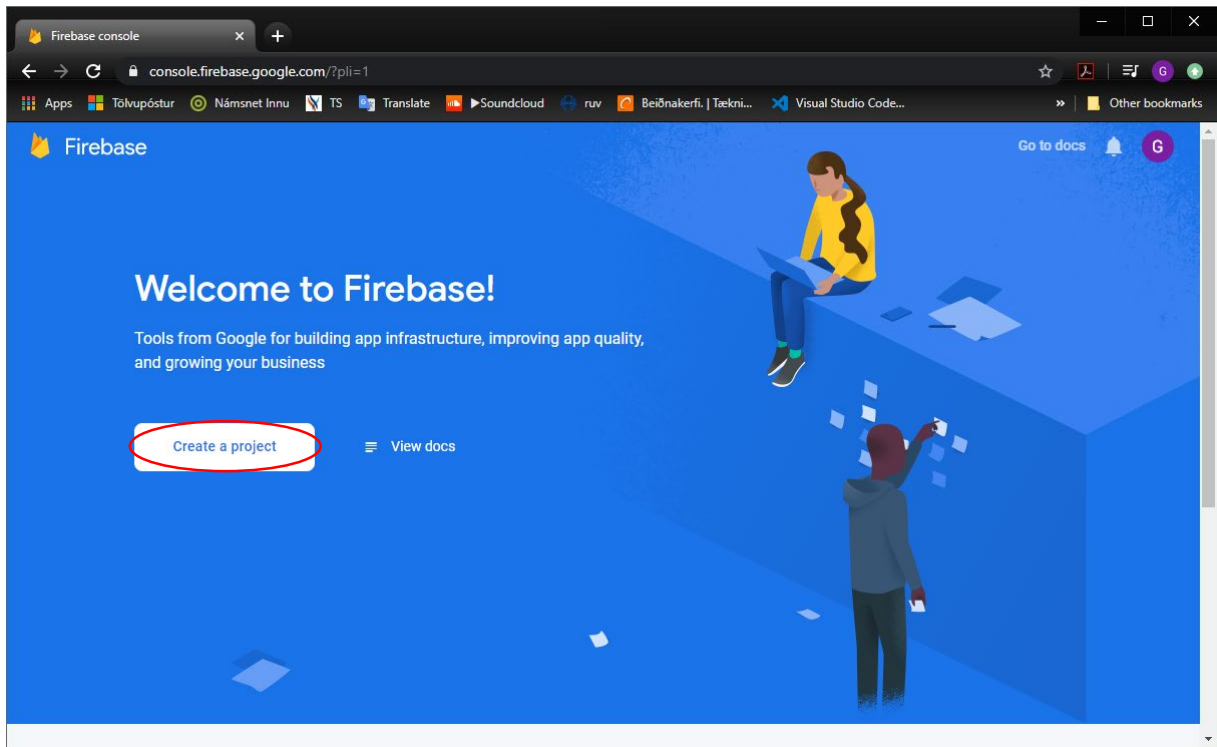 Firebase console
console.firebase.google.com/?pli=1
G
Apps Tölvupóstur Námsnet Innu TS Translate ▶Soundcloud ruv Beiðnakerfi. | Tækni... Visual Studio Code... » Other bookmarks
Firebase Go to docs G
Welcome to Firebase!
Tools from Google for building app infrastructure, improving app quality,
and growing your business
Create a project View docs